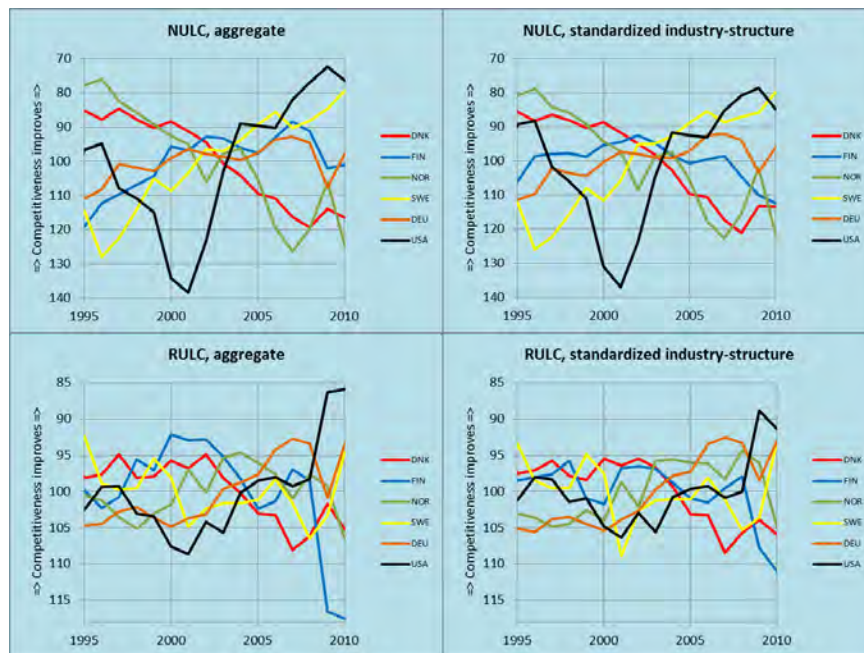 NULC, aggregate
=> Competitiveness improves =>
70
80
90
100
110
120
130
140
1995
2000
2005
2010
DNK
FIN
NOR
SWE
DEU
USA
NULC, standardized industry-structure
70
80
90
100
110
120
130
140
1995
2000
2005
2010
DNK
FIN
NOR
SWE
DEU
USA
RULC, aggregate
=> Competitiveness improves =>
85
90
95
100
105
110
115
1995
2000
2005
2010
DNK
FIN
NOR
SWE
DEU
USA
RULC, standardized industry-structure
85
90
95
100
105
110
115
1995
2000
2005
2010
DNK
FIN
NOR
SWE
DEU
USA